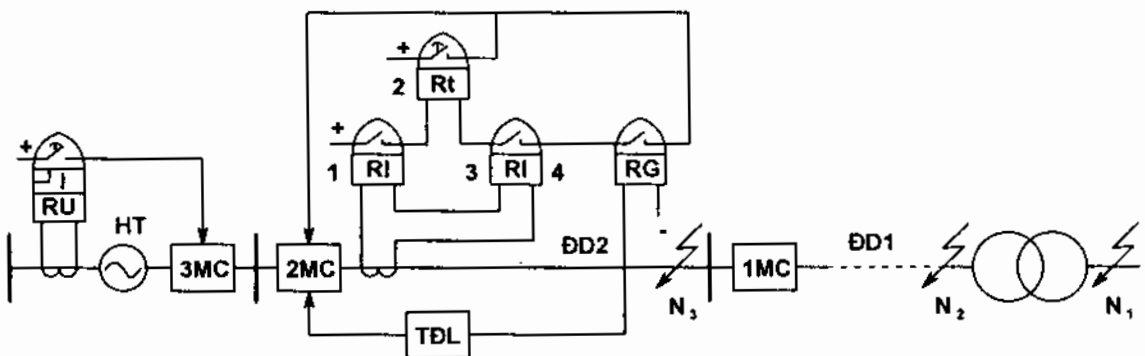 +
Rt
2
+
RI
1
3
RI
4
RG
+
RU
HT
3MC
2MC
ĐD2
-
N₃
1MC
ĐD1
N₂
N₁
TĐL